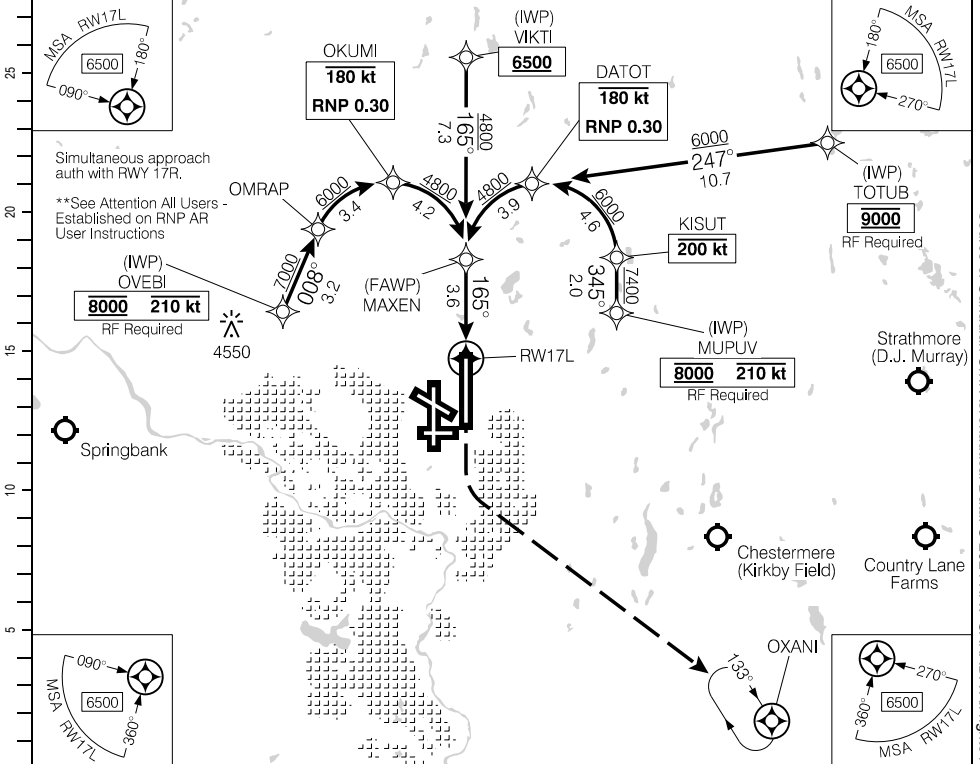 MSA RW17L
6500
180°
090°
(IWP)
VIKTI
6500
OKUMI
180 kt
RNP 0.30
DATOT
180 kt
RNP 0.30
MSA RW17L
6500
180°
270°
25
20
15
10
5
Simultaneous approach
auth with RWY 17R.
**See Attention All Users -
Established on RNP AR
User Instructions
4800
165°
7.3
6000
247°
10.7
(IWP)
TOTUB
9000
RF Required
OMRAP
6000
3.4
4800
4.2
4800
3.9
6000
4.6
KISUT
200 kt
(IWP)
OVEBI
8000 210 kt
RF Required
7000
008°
3.2
4550
(FAWP)
MAXEN
165°
3.6
7400
345°
2.0
(IWP)
MUPUV
8000 210 kt
RF Required
RW17L
Strathmore
(D.J. Murray)
Springbank
Chestermere
(Kirkby Field)
Country Lane
Farms
OXANI
133°
MSA RW17L
6500
090°
360°
MSA RW17L
6500
270°
360°